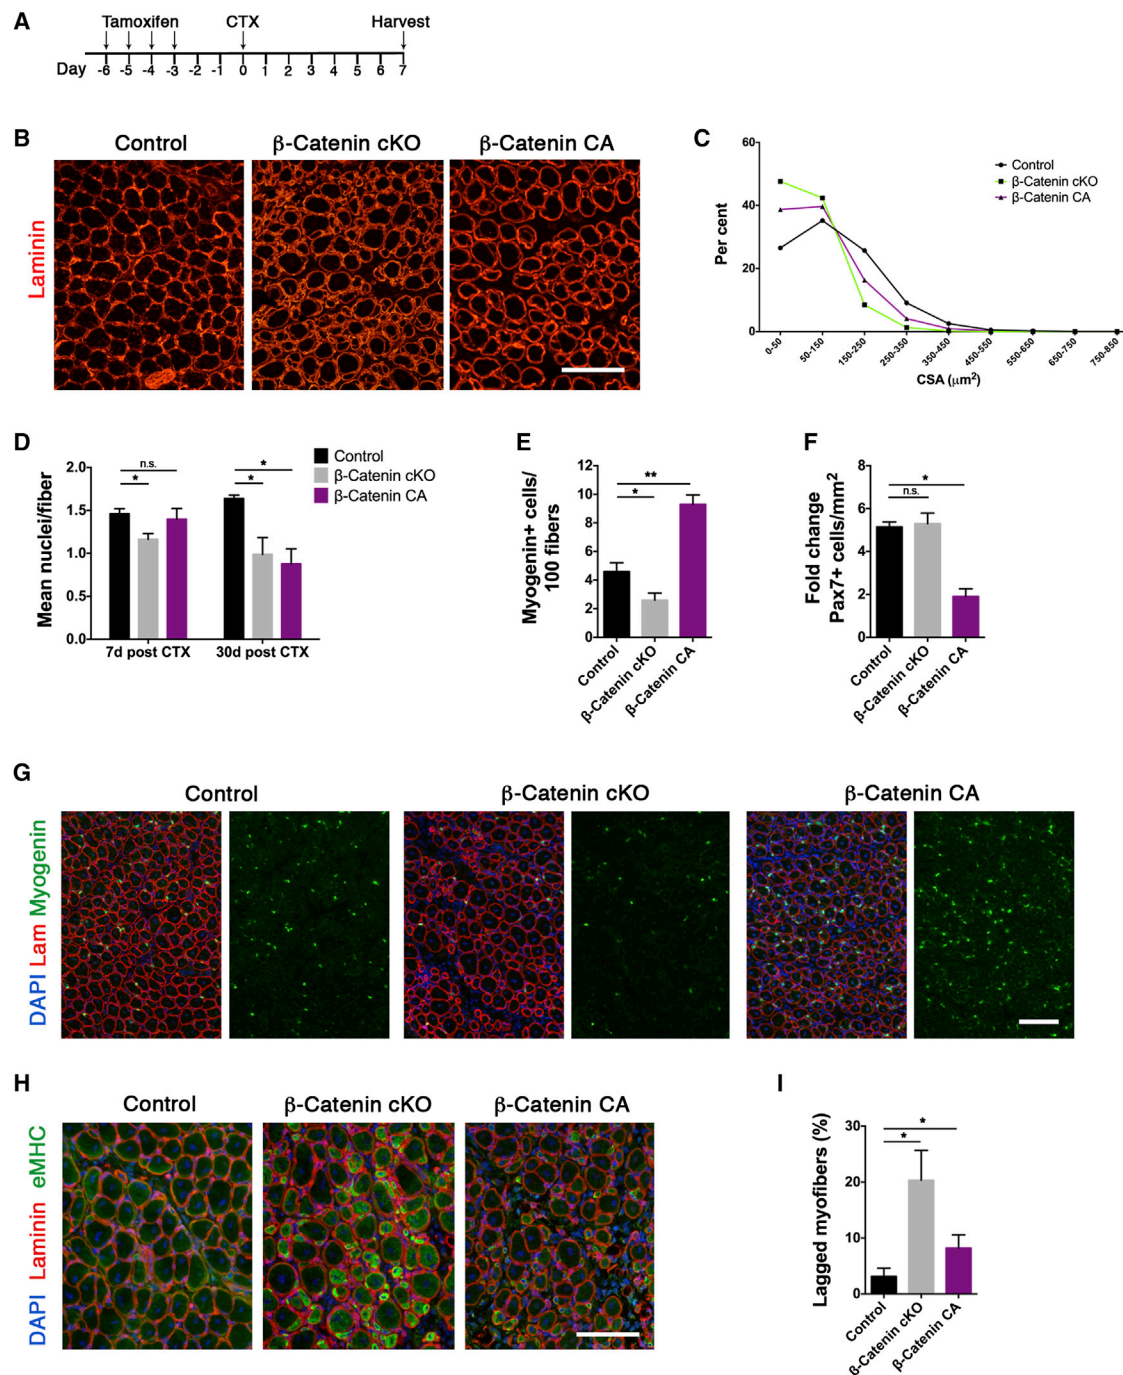 A
Tamoxifen CTX Harvest
Day -6 -5 -4 -3 -2 -1 0 1 2 3 4 5 6 7
B
Control β-Catenin cKO β-Catenin CA
Laminin
C
Per cent
60
40
20
0
Control
β-Catenin cKO
β-Catenin CA
0-50 50-150 150-250 250-350 350-450 450-550 550-650 650-750 750-850
CSA (μm²)
D
Mean nuclei/fiber
2.0
1.5
1.0
0.5
0.0
n.s.
*
*
*
Control
β-Catenin cKO
β-Catenin CA
7d post CTX 30d post CTX
E
Myogenin+ cells/
100 fibers
12
10
8
6
4
2
0
**
*
Control β-Catenin cKO β-Catenin CA
F
Fold change
Pax7+ cells/mm²
8
6
4
2
0
*
n.s.
Control β-Catenin cKO β-Catenin CA
G
Control β-Catenin cKO β-Catenin CA
DAPI Lam Myogenin
H
Control β-Catenin cKO β-Catenin CA
DAPI Laminin eMHC
I
Lagged myofibers (%)
30
20
10
0
*
*
Control β-Catenin cKO β-Catenin CA